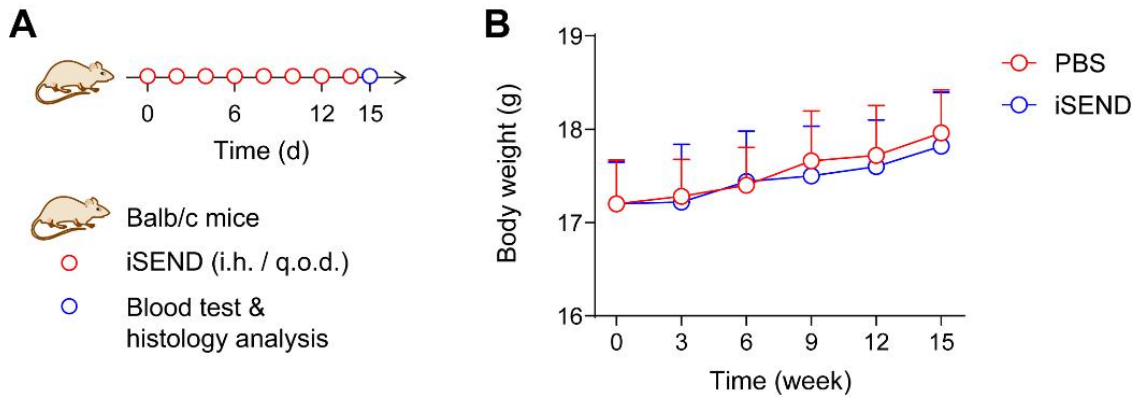 A
0 6 12 15
Time (d)
Balb/c mice
iSEND (i.h. / q.o.d.)
Blood test &
histology analysis
B
19
18
17
16
Body weight (g)
0 3 6 9 12 15
Time (week)
PBS
iSEND